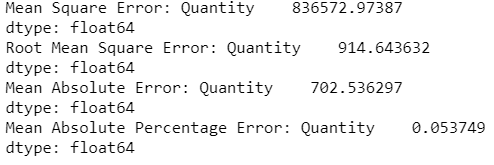 Mean Square Error: Quantity    836572.97387
dtype: float64
Root Mean Square Error: Quantity    914.643632
dtype: float64
Mean Absolute Error: Quantity    702.536297
dtype: float64
Mean Absolute Percentage Error: Quantity    0.053749
dtype: float64